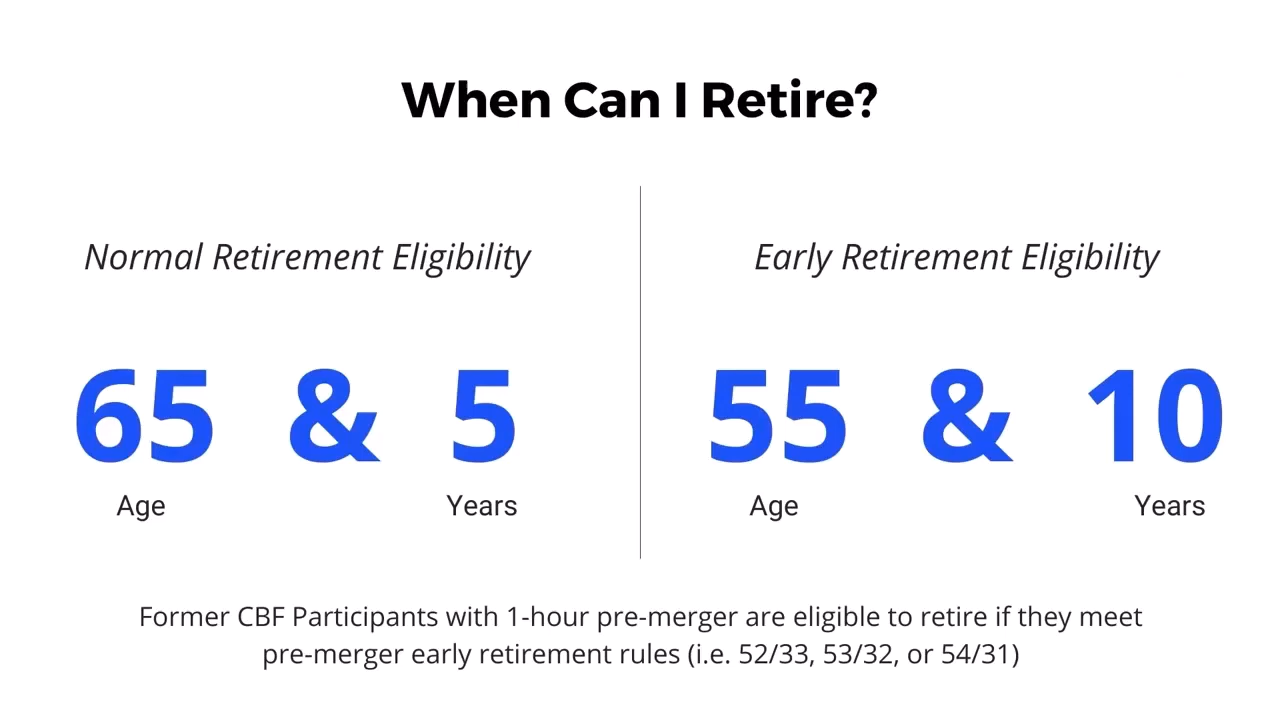 When Can I Retire?
Normal Retirement Eligibility
65 & 5
Age Years
Early Retirement Eligibility
55 & 10
Age Years
Former CBF Participants with 1-hour pre-merger are eligible to retire if they meet
pre-merger early retirement rules (i.e. 52/33, 53/32, or 54/31)